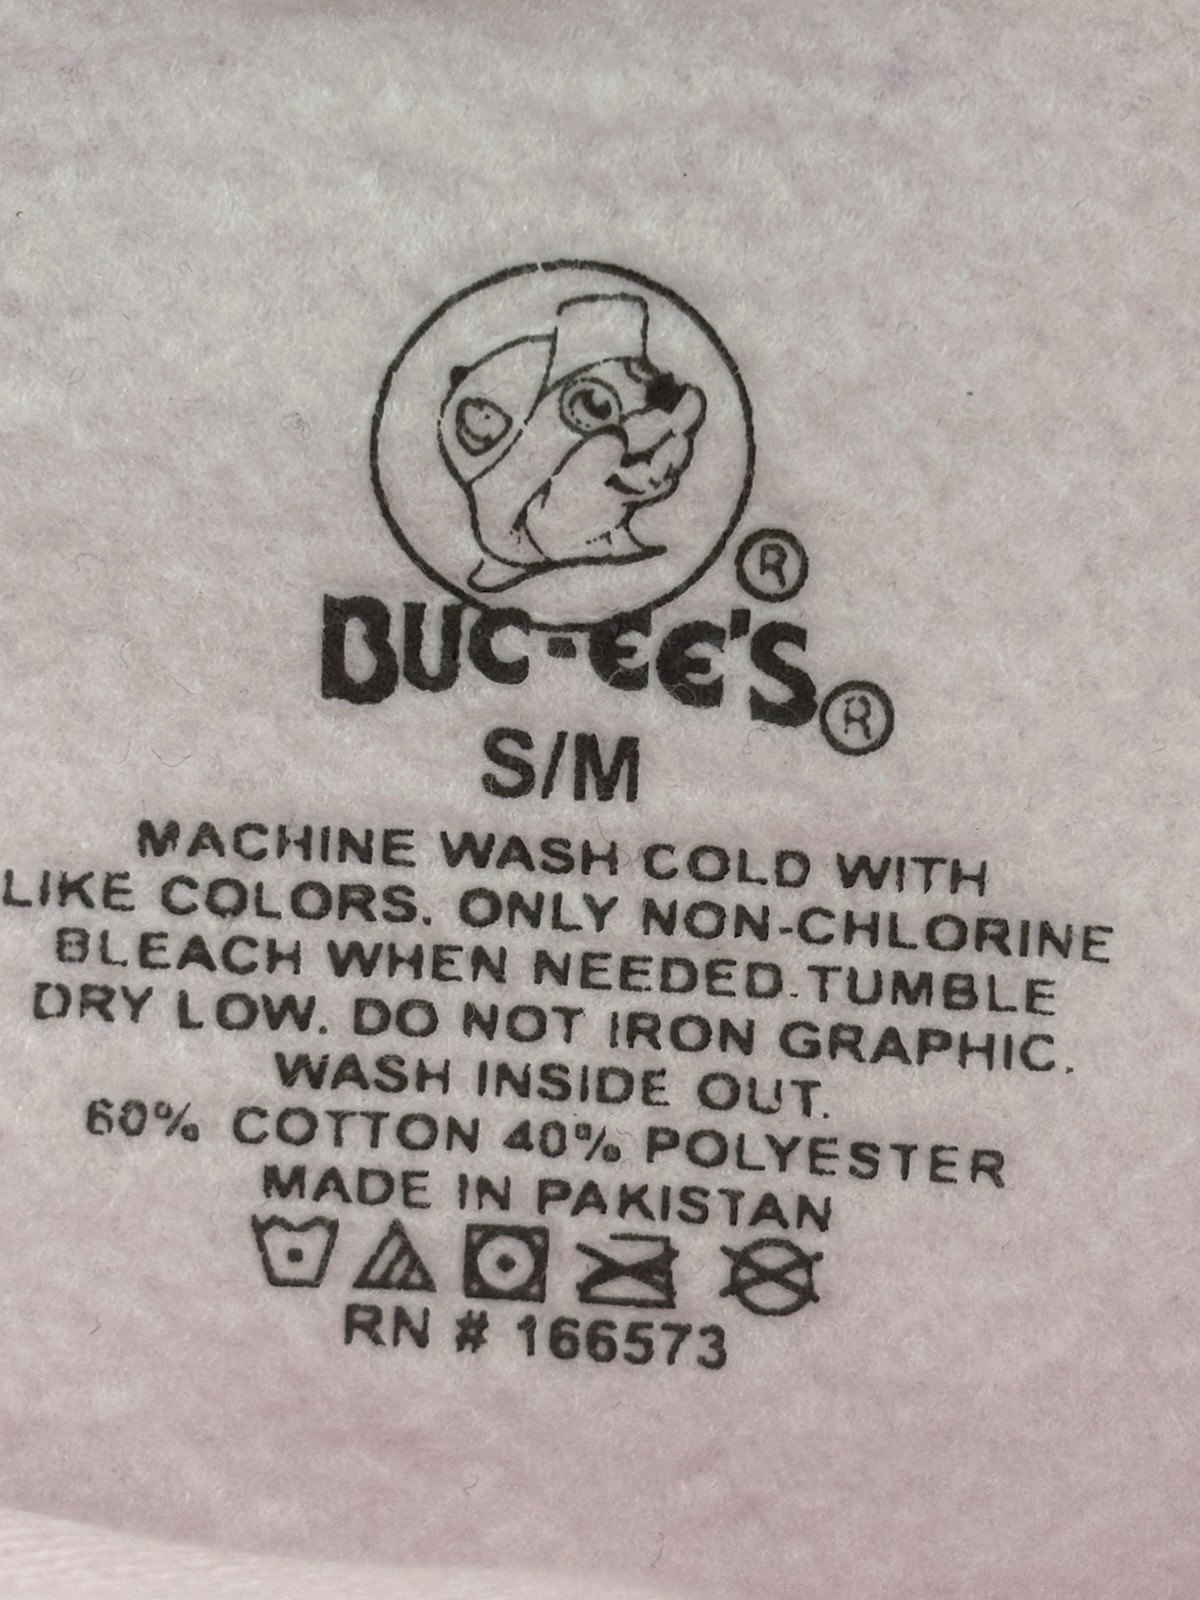 ®
BUC-EE'S®
S/M
MACHINE WASH COLD WITH
LIKE COLORS. ONLY NON-CHLORINE
BLEACH WHEN NEEDED. TUMBLE
DRY LOW. DO NOT IRON GRAPHIC.
WASH INSIDE OUT.
60% COTTON 40% POLYESTER
MADE IN PAKISTAN
RN # 166573